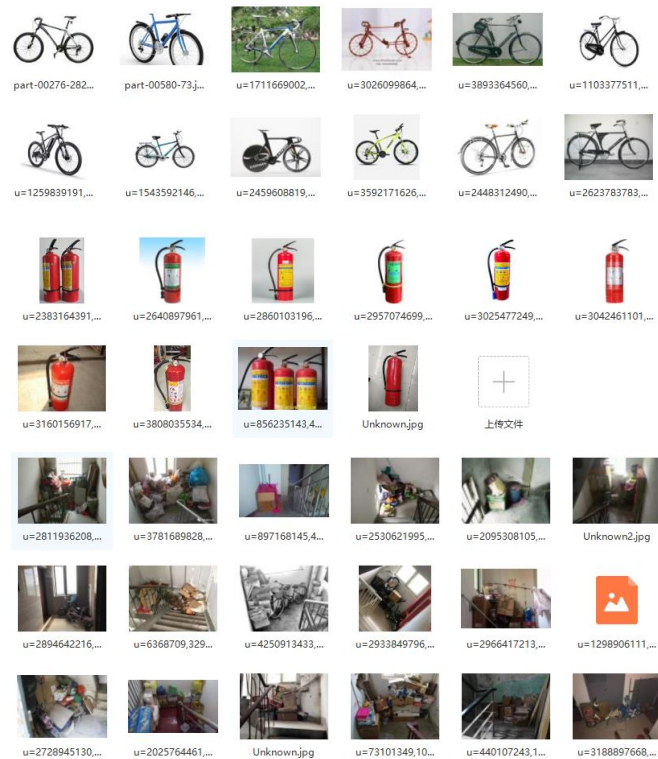 part-00276-282...
part-00580-73.j...
u=1711669002,...
u=3026099864,...
u=3893364560,...
u=1103377511,...
u=1259839191,...
u=1543592146,...
u=2459608819,...
u=3592171626,...
u=2448312490,...
u=2623783783,...
u=2383164391,...
u=2640897961,...
u=2860103196,...
u=2957074699,...
u=3025477249,...
u=3042461101,...
u=3160156917,...
u=3808035534,...
u=856235143,4...
Unknown.jpg
上传文件
u=2811936208,...
u=3781689828,...
u=897168145,4...
u=2530621995,...
u=2095308105,...
Unknown2.jpg
u=2894642216,...
u=6368709,329...
u=4250913433,...
u=2933849796,...
u=2966417213,...
u=1298906111,...
u=2728945130,...
u=2025764461,...
Unknown.jpg
u=73101349,10...
u=440107243,1...
u=3188897668,...